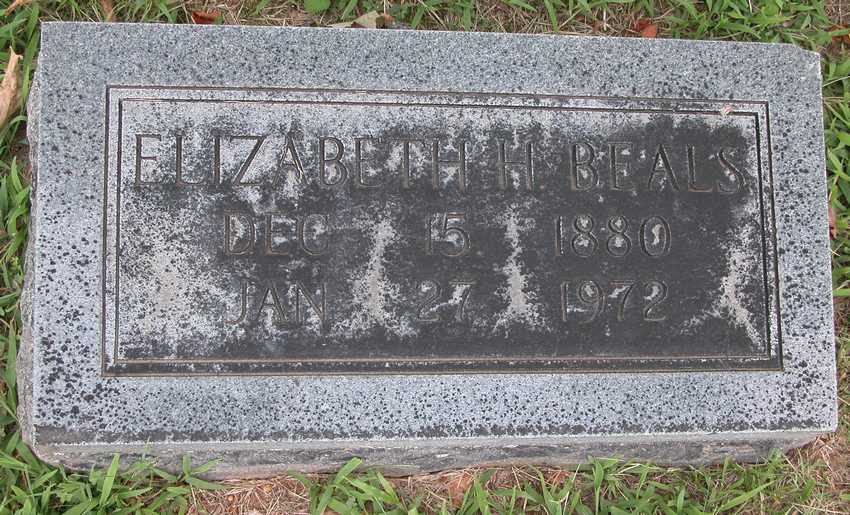 ELIZABETH H. BEALS
DEC 15 1880
JAN 27 1972